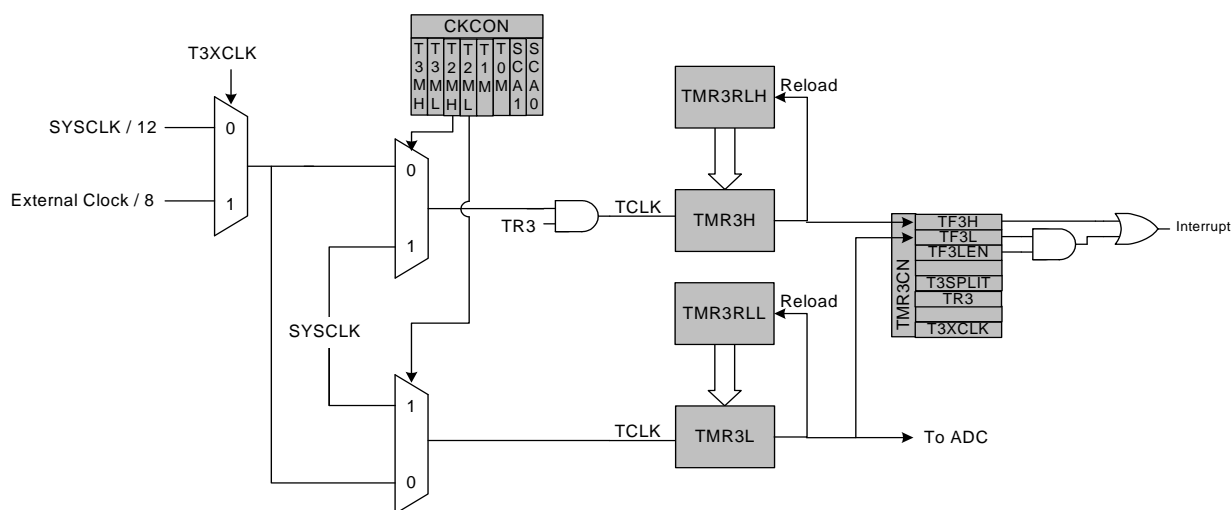 CKCON
T3MH
T3ML
T2MH
T2ML
T1M
T0M
SCA1
SCA0
T3XCLK
SYSCLK / 12
0
External Clock / 8
1
0
1
TR3
TCLK
TMR3RLH
Reload
TMR3H
TMR3CN
TF3H
TF3L
TF3LEN
T3SPLIT
TR3
T3XCLK
Interrupt
SYSCLK
1
0
TCLK
TMR3RLL
Reload
TMR3L
To ADC